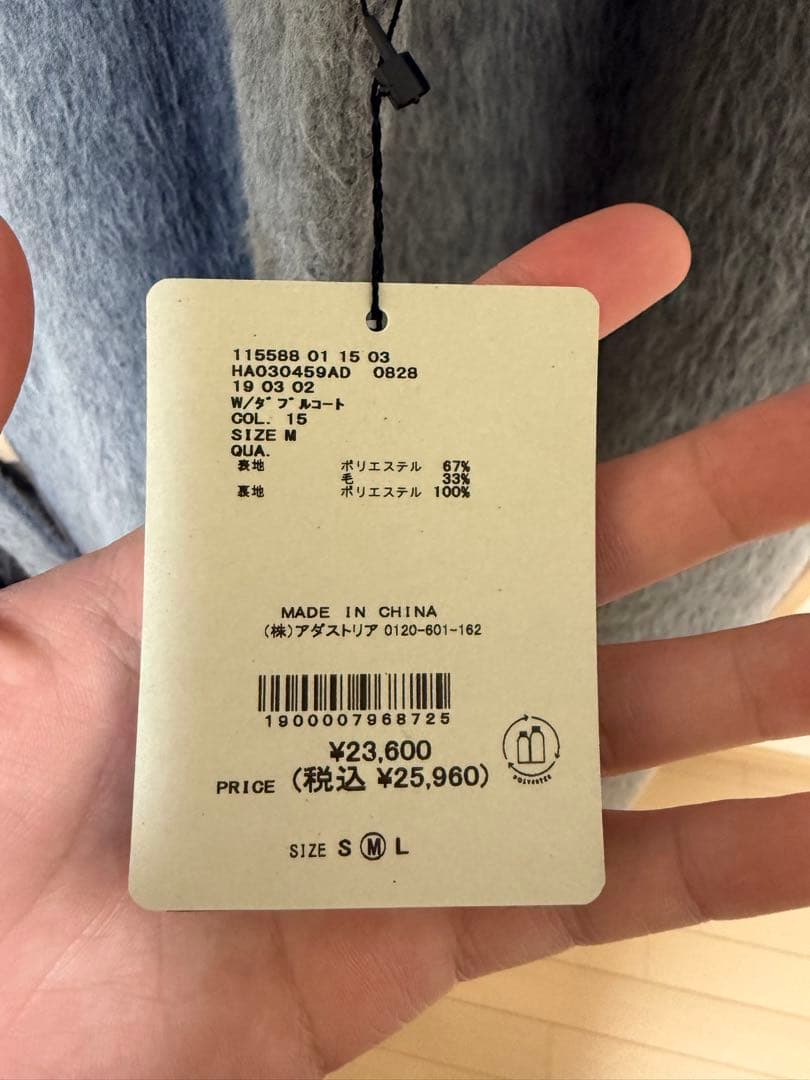 115588 01 15 03
HA030459AD 0828
19 03 02
W/ダブルコート
COL. 15
SIZE M
QUA.
表地 ポリエステル 67%
毛 33%
裏地 ポリエステル 100%
MADE IN CHINA
(株)アダストリア 0120-601-162
1900007968725
¥23,600
PRICE (税込 ¥25,960)
POLYESTER
SIZE S Ⓜ L